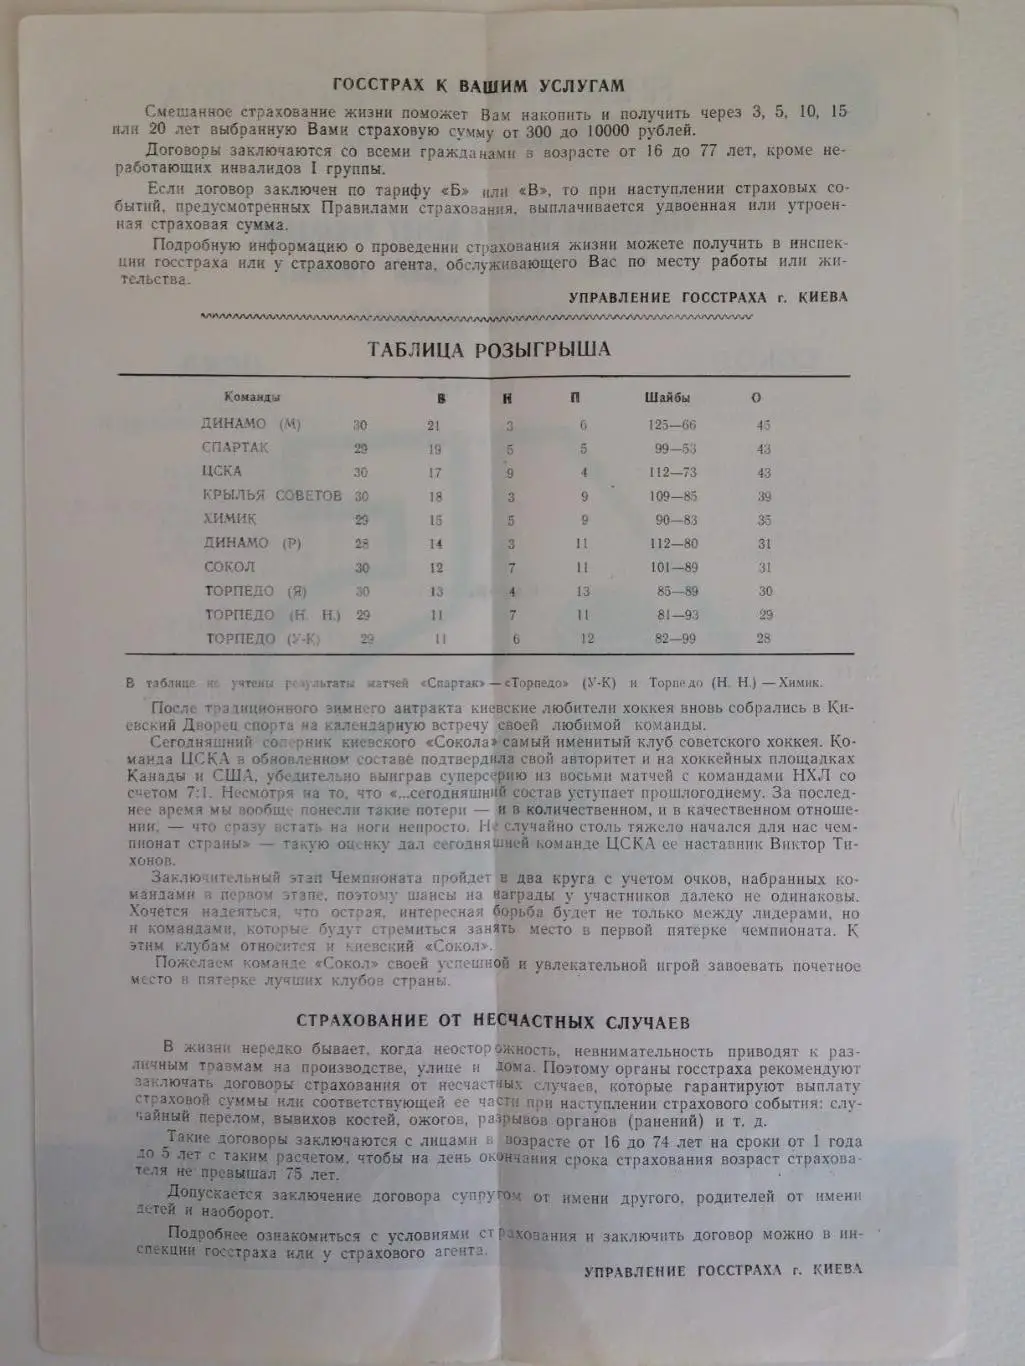 ГОССТРАХ К ВАШИМ УСЛУГАМ
Смешанное страхование жизни поможет Вам накопить и получить через 3, 5, 10, 15
или 20 лет выбранную Вами страховую сумму от 300 до 10000 рублей.
Договоры заключаются со всеми гражданами в возрасте от 16 до 77 лет, кроме не-
работающих инвалидов I группы.
Если договор заключен по тарифу «Б» или «В», то при наступлении страховых со-
бытий, предусмотренных Правилами страхования, выплачивается удвоенная или утроен-
ная страховая сумма.
Подробную информацию о проведении страхования жизни можете получить в инспек-
ции госстраха или у страхового агента, обслуживающего Вас по месту работы или жи-
тельства.
УПРАВЛЕНИЕ ГОССТРАХА г. КИЕВА
ТАБЛИЦА РОЗЫГРЫША
Команды В Н П Шайбы О
ДИНАМО (М) 30 21 3 6 125—66 45
СПАРТАК 29 19 5 5 99—53 43
ЦСКА 30 17 9 4 112—73 43
КРЫЛЬЯ СОВЕТОВ 30 18 3 9 109—85 39
ХИМИК 29 15 5 9 90—83 35
ДИНАМО (Р) 28 14 3 11 112—80 31
СОКОЛ 30 12 7 11 101—89 31
ТОРПЕДО (Я) 30 13 4 13 85—89 30
ТОРПЕДО (Н. Н.) 29 11 7 11 81—93 29
ТОРПЕДО (У-К) 29 11 6 12 82—99 28
В таблице не учтены результаты матчей «Спартак» — «Торпедо» (У-К) и Торпедо (Н. Н.) — Химик.
После традиционного зимнего антракта киевские любители хоккея вновь собрались в Ки-
евский Дворец спорта на календарную встречу своей любимой команды.
Сегодняшний соперник киевского «Сокола» самый именитый клуб советского хоккея. Ко-
манда ЦСКА в обновленном составе подтвердила свой авторитет и на хоккейных площадках
Канады и США, убедительно выиграв суперсерию из восьми матчей с командами НХЛ со
счетом 7:1. Несмотря на то, что «...сегодняшний состав уступает прошлогоднему. За послед-
нее время мы вообще понесли такие потери — и в количественном, и в качественном отноше-
нии, — что сразу встать на ноги непросто. Не случайно столь тяжело начался для нас чем-
пионат страны» — такую оценку дал сегодняшней команде ЦСКА ее наставник Виктор Ти-
хонов.
Заключительный этап Чемпионата пройдет в два круга с учетом очков, набранных ко-
мандами в первом этапе, поэтому шансы на награды у участников далеко не одинаковы.
Хочется надеяться, что острая, интересная борьба будет не только между лидерами, но
и командами, которые будут стремиться занять место в первой пятерке чемпионата. К
этим клубам относится и киевский «Сокол».
Пожелаем команде «Сокол» своей успешной и увлекательной игрой завоевать почетное
место в пятерке лучших клубов страны.
СТРАХОВАНИЕ ОТ НЕСЧАСТНЫХ СЛУЧАЕВ
В жизни нередко бывает, когда неосторожность, невнимательность приводят к раз-
личным травмам на производстве, улице и дома. Поэтому органы госстраха рекомендуют
заключать договоры страхования от несчастных случаев, которые гарантируют выплату
страховой суммы или соответствующей ее части при наступлении страхового события: слу-
чайный перелом, вывихов костей, ожогов, разрывов органов (ранений) и т. д.
Такие договоры заключаются с лицами в возрасте от 16 до 74 лет на сроки от 1 года
до 5 лет с таким расчетом, чтобы на день окончания срока страхования возраст страхова-
теля не превышал 75 лет.
Допускается заключение договора супругом от имени другого, родителей от имени
детей и наоборот.
Подробнее ознакомиться с условиями страхования и заключить договор можно в ин-
спекции госстраха или у страхового агента.
УПРАВЛЕНИЕ ГОССТРАХА г. КИЕВА